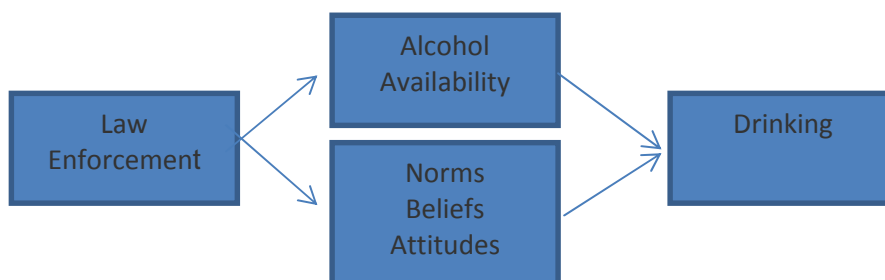 Law
Enforcement
Alcohol
Availability
Norms
Beliefs
Attitudes
Drinking